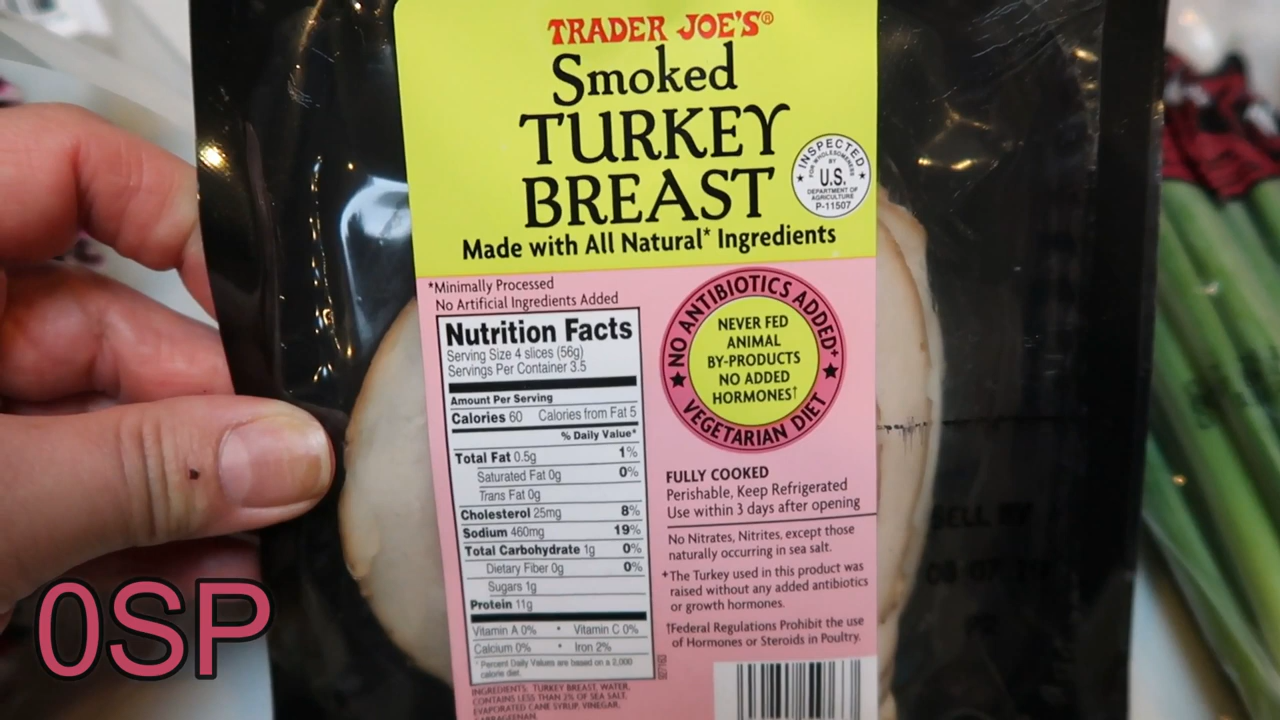 TRADER JOE'S®
Smoked
TURKEY
BREAST
Made with All Natural* Ingredients
INSPECTED
FOR WHOLESOMENESS
BY
U.S.
DEPARTMENT OF
AGRICULTURE
P-11507
*Minimally Processed
No Artificial Ingredients Added
Nutrition Facts
Serving Size 4 slices (56g)
Servings Per Container 3.5
Amount Per Serving
Calories 60 Calories from Fat 5
% Daily Value*
Total Fat 0.5g 1%
Saturated Fat 0g 0%
Trans Fat 0g
Cholesterol 25mg 8%
Sodium 460mg 19%
Total Carbohydrate 1g 0%
Dietary Fiber 0g 0%
Sugars 1g
Protein 11g
Vitamin A 0% • Vitamin C 0%
Calcium 0% • Iron 2%
* Percent Daily Values are based on a 2,000
calorie diet.
INGREDIENTS: TURKEY BREAST, WATER,
CONTAINS LESS THAN 2% OF SEA SALT,
EVAPORATED CANE SYRUP, VINEGAR,
CARRAGEENAN.
★ NO ANTIBIOTICS ADDED+ ★
NEVER FED
ANIMAL
BY-PRODUCTS
NO ADDED
HORMONES†
VEGETARIAN DIET
FULLY COOKED
Perishable, Keep Refrigerated
Use within 3 days after opening
No Nitrates, Nitrites, except those
naturally occurring in sea salt.
+The Turkey used in this product was
raised without any added antibiotics
or growth hormones.
†Federal Regulations Prohibit the use
of Hormones or Steroids in Poultry.
SELL BY
0SP